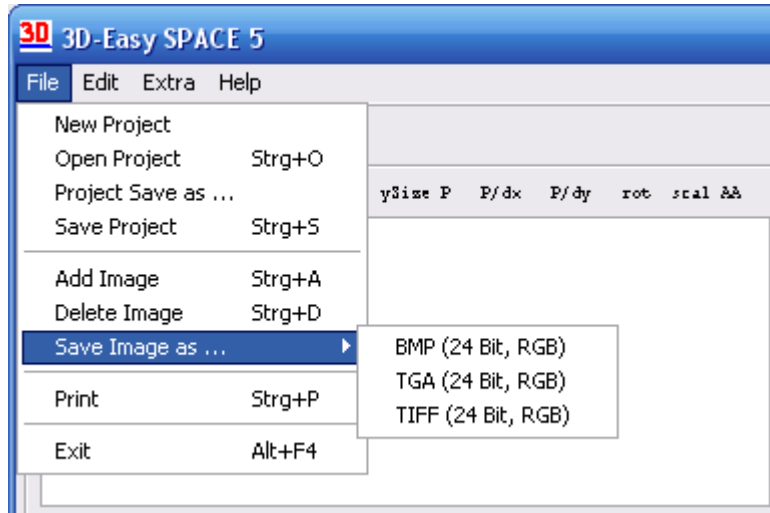 3D 3D-Easy SPACE 5
File Edit Extra Help
New Project
Open Project Strg+O
Project Save as ...
ySize P P/dx P/dy rot scal AA
Save Project Strg+S
Add Image Strg+A
Delete Image Strg+D
Save Image as ...
BMP (24 Bit, RGB)
TGA (24 Bit, RGB)
TIFF (24 Bit, RGB)
Print Strg+P
Exit Alt+F4